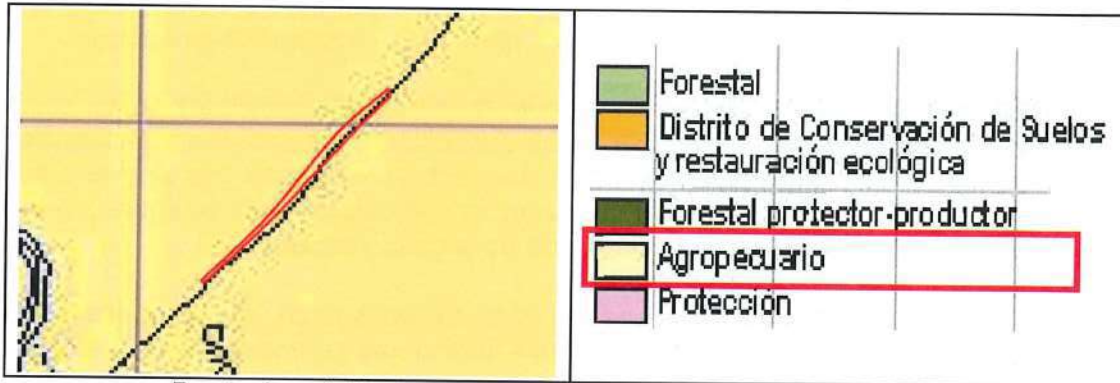 Forestal
Distrito de Conservación de Suelos
y restauración ecológica
Forestal protector-productor
Agropecuario
Protección